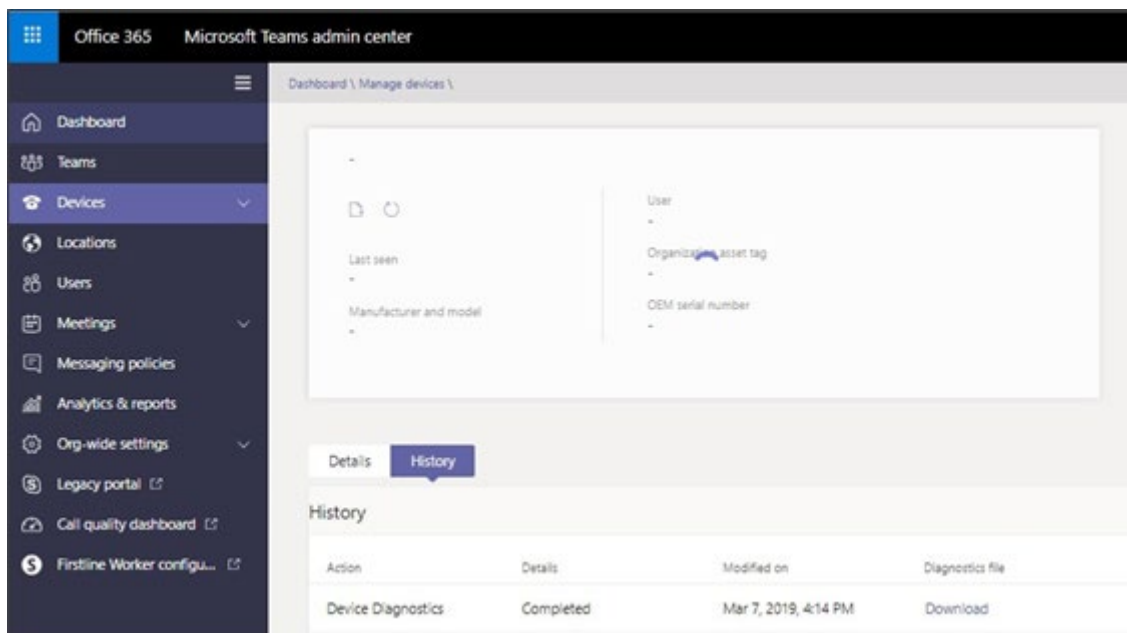 Office 365 Microsoft Teams admin center
Dashboard \ Manage devices \
Dashboard
Teams
Devices
Locations
Users
Meetings
Messaging policies
Analytics & reports
Org-wide settings
Legacy portal
Call quality dashboard
Firstline Worker configu...
-
Last seen
-
Manufacturer and model
-
User
-
Organization asset tag
-
OEM serial number
-
Details History
History
Action Details Modified on Diagnostics file
Device Diagnostics Completed Mar 7, 2019, 4:14 PM Download